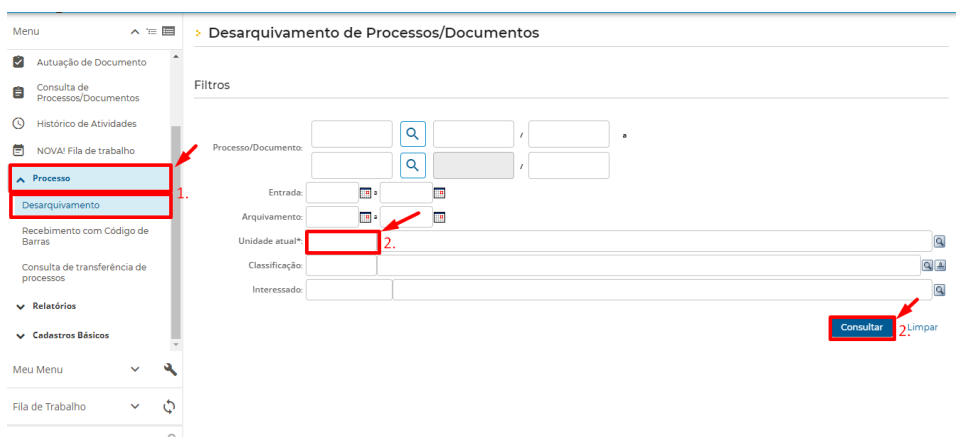 Menu
Autuação de Documento
Consulta de
Processos/Documentos
Histórico de Atividades
NOVA! Fila de trabalho
Processo
1.
Desarquivamento
Recebimento com Código de
Barras
Consulta de transferência de
processos
Relatórios
Cadastros Básicos
Meu Menu
Fila de Trabalho
Desarquivamento de Processos/Documentos
Filtros
Processo/Documento:
/
a
/
Entrada:
a
Arquivamento:
a
Unidade atual*:
2.
Classificação:
Interessado:
Consultar
2.
Limpar